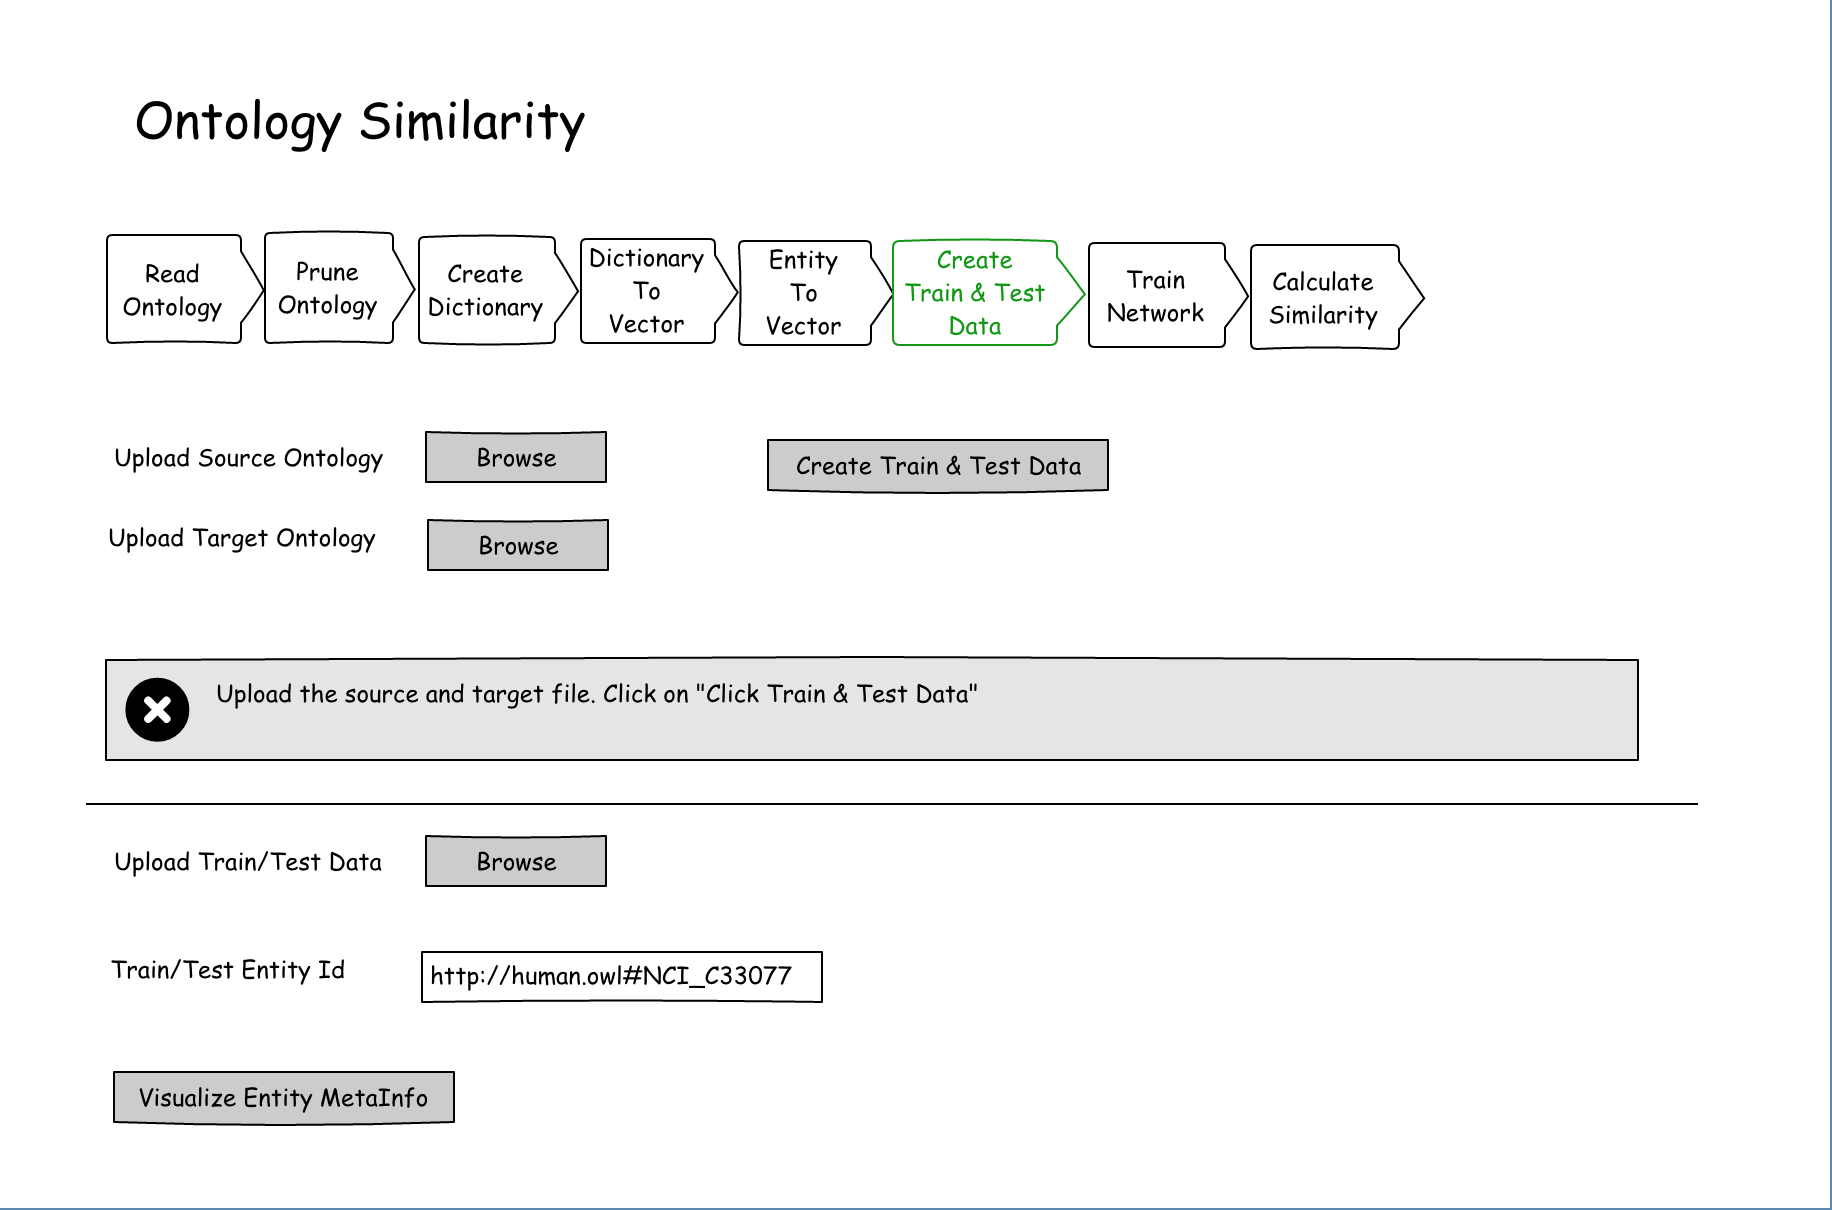 Ontology Similarity
Read
Ontology
Prune
Ontology
Create
Dictionary
Dictionary
To
Vector
Entity
To
Vector
Create
Train & Test
Data
Train
Network
Calculate
Similarity
Upload Source Ontology
Browse
Create Train & Test Data
Upload Target Ontology
Browse
Upload the source and target file. Click on "Click Train & Test Data"
Upload Train/Test Data
Browse
Train/Test Entity Id
http://human.owl#NCI_C33077
Visualize Entity MetaInfo